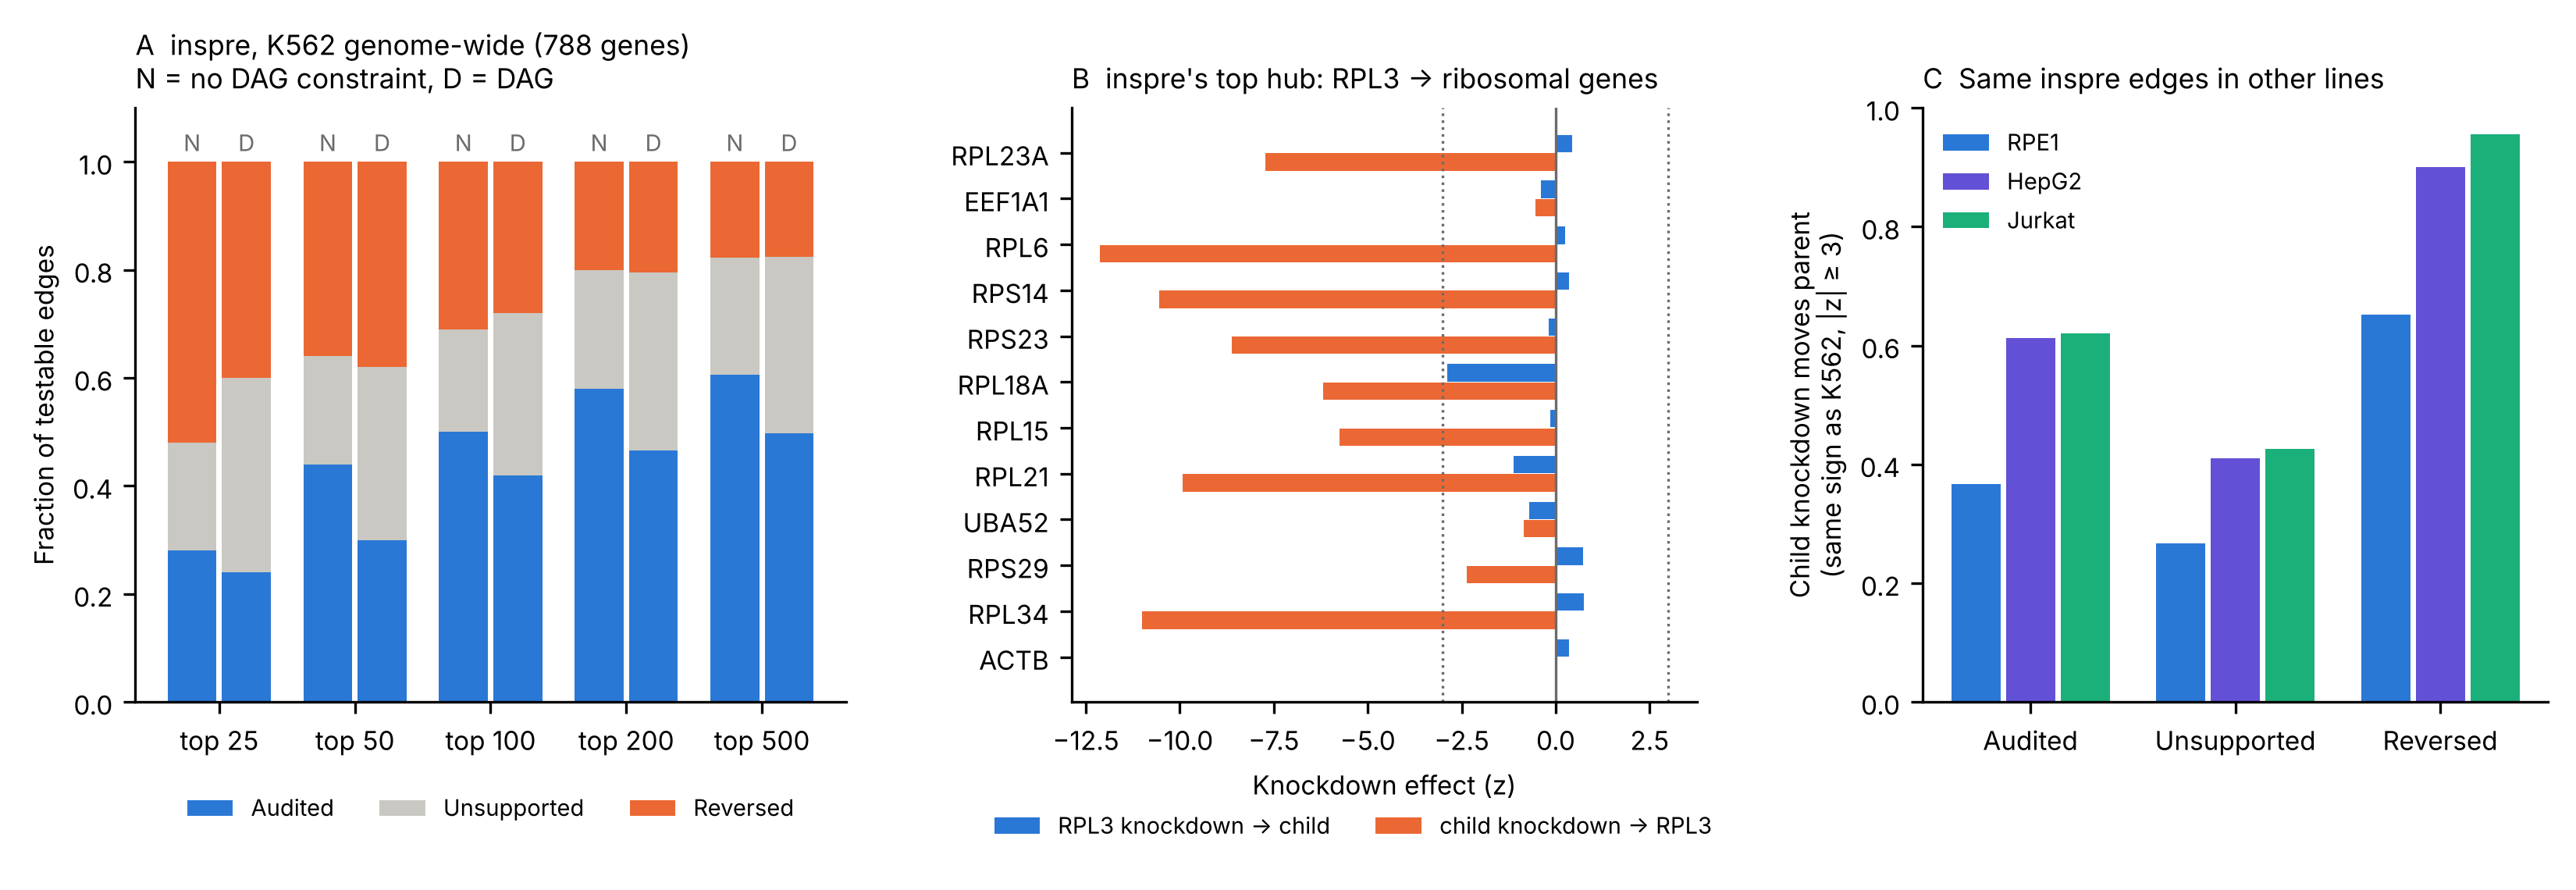 A inspre, K562 genome-wide (788 genes)
N = no DAG constraint, D = DAG
N D N D N D N D N D
Fraction of testable edges
1.0
0.8
0.6
0.4
0.2
0.0
top 25 top 50 top 100 top 200 top 500
Audited Unsupported Reversed
B inspre's top hub: RPL3 → ribosomal genes
RPL23A
EEF1A1
RPL6
RPS14
RPS23
RPL18A
RPL15
RPL21
UBA52
RPS29
RPL34
ACTB
−12.5 −10.0 −7.5 −5.0 −2.5 0.0 2.5
Knockdown effect (z)
RPL3 knockdown → child child knockdown → RPL3
C Same inspre edges in other lines
Child knockdown moves parent
(same sign as K562, |z| ≥ 3)
1.0
0.8
0.6
0.4
0.2
0.0
RPE1
HepG2
Jurkat
Audited Unsupported Reversed